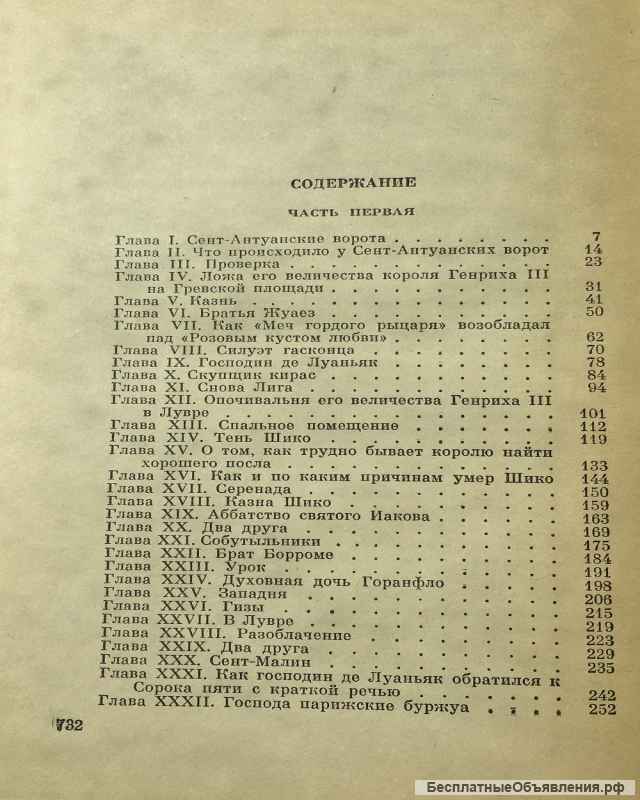 СОДЕРЖАНИЕ
ЧАСТЬ ПЕРВАЯ
Глава I. Сент-Антуанские ворота . . . . . . . 7
Глава II. Что происходило у Сент-Антуанских ворот 14
Глава III. Проверка . . . . . . . . . . . 23
Глава IV. Ложа его величества короля Генриха III
на Гревской площади . . . . . . . . . . 31
Глава V. Казнь . . . . . . . . . . . . . 41
Глава VI. Братья Жуаез . . . . . . . . . . 50
Глава VII. Как «Меч гордого рыцаря» возобладал
над «Розовым кустом любви» . . . . . . . 62
Глава VIII. Силуэт гасконца . . . . . . . . 70
Глава IX. Господин де Луаньяк . . . . . . . 78
Глава X. Скупщик кирас . . . . . . . . . . 84
Глава XI. Снова Лига . . . . . . . . . . . 94
Глава XII. Опочивальня его величества Генриха III
в Лувре . . . . . . . . . . . . . . 101
Глава XIII. Спальное помещение . . . . . . . 112
Глава XIV. Тень Шико . . . . . . . . . . 119
Глава XV. О том, как трудно бывает королю найти
хорошего посла . . . . . . . . . . . . 133
Глава XVI. Как и по каким причинам умер Шико 144
Глава XVII. Серенада . . . . . . . . . . . 150
Глава XVIII. Казна Шико . . . . . . . . . 159
Глава XIX. Аббатство святого Иакова . . . . . 163
Глава XX. Два друга . . . . . . . . . . . 169
Глава XXI. Собутыльники . . . . . . . . . 175
Глава XXII. Брат Борроме . . . . . . . . . 184
Глава XXIII. Урок . . . . . . . . . . . . 191
Глава XXIV. Духовная дочь Горанфло . . . . . 198
Глава XXV. Западня . . . . . . . . . . . 206
Глава XXVI. Гизы . . . . . . . . . . . . 215
Глава XXVII. В Лувре . . . . . . . . . . . 219
Глава XXVIII. Разоблачение . . . . . . . . 223
Глава XXIX. Два друга . . . . . . . . . . 229
Глава XXX. Сент-Малин . . . . . . . . . . 235
Глава XXXI. Как господин де Луаньяк обратился к
Сорока пяти с краткой речью . . . . . . 242
Глава XXXII. Господа парижские буржуа . . . . 252
732
БесплатныеОбъявления.рф